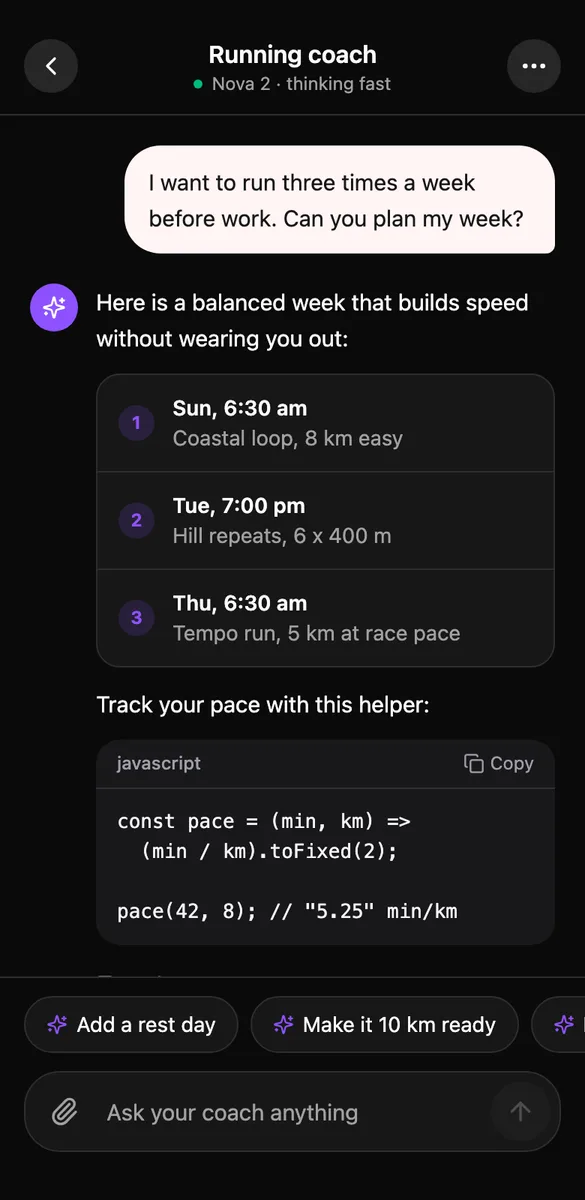 Running coach
Nova 2 · thinking fast
I want to run three times a week
before work. Can you plan my week?
Here is a balanced week that builds speed
without wearing you out:
1
Sun, 6:30 am
Coastal loop, 8 km easy
2
Tue, 7:00 pm
Hill repeats, 6 x 400 m
3
Thu, 6:30 am
Tempo run, 5 km at race pace
Track your pace with this helper:
javascript
Copy
const pace = (min, km) =>
  (min / km).toFixed(2);
pace(42, 8); // "5.25" min/km
Add a rest day
Make it 10 km ready
Ask your coach anything